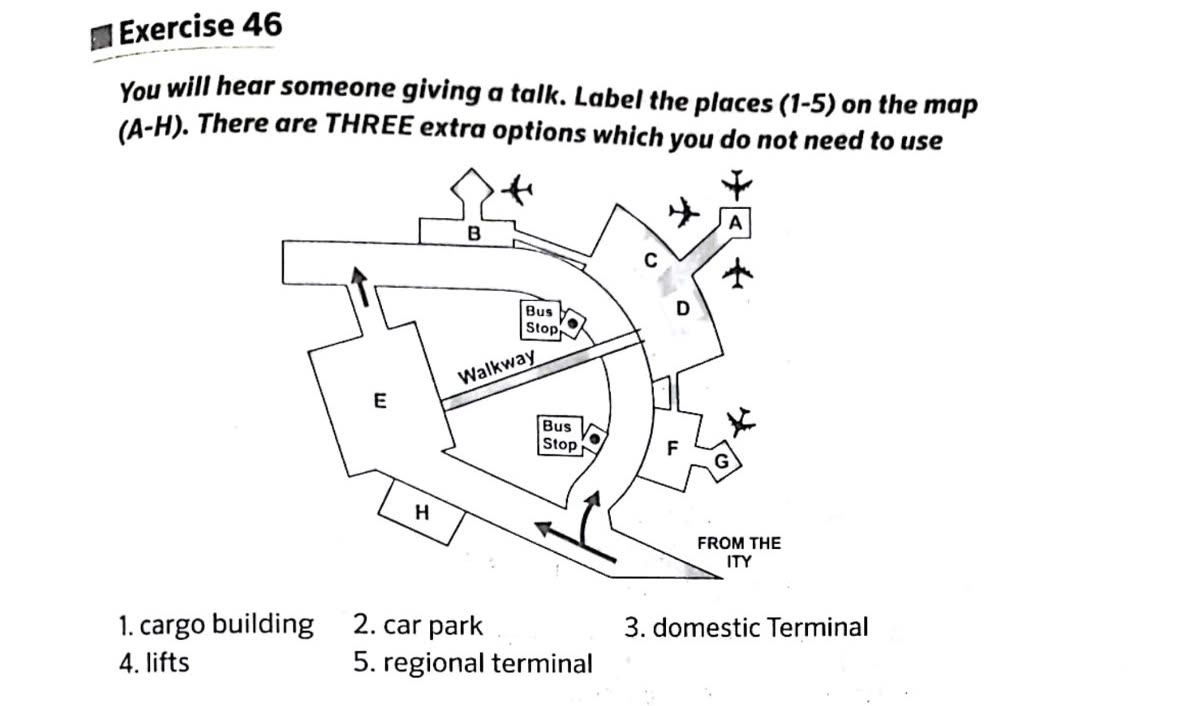 Exercise 46
You will hear someone giving a talk. Label the places (1-5) on the map
(A-H). There are THREE extra options which you do not need to use
A
B
C
D
Bus
Stop
Walkway
E
Bus
Stop
F
G
H
FROM THE
ITY
1. cargo building 2. car park 3. domestic Terminal
4. lifts 5. regional terminal